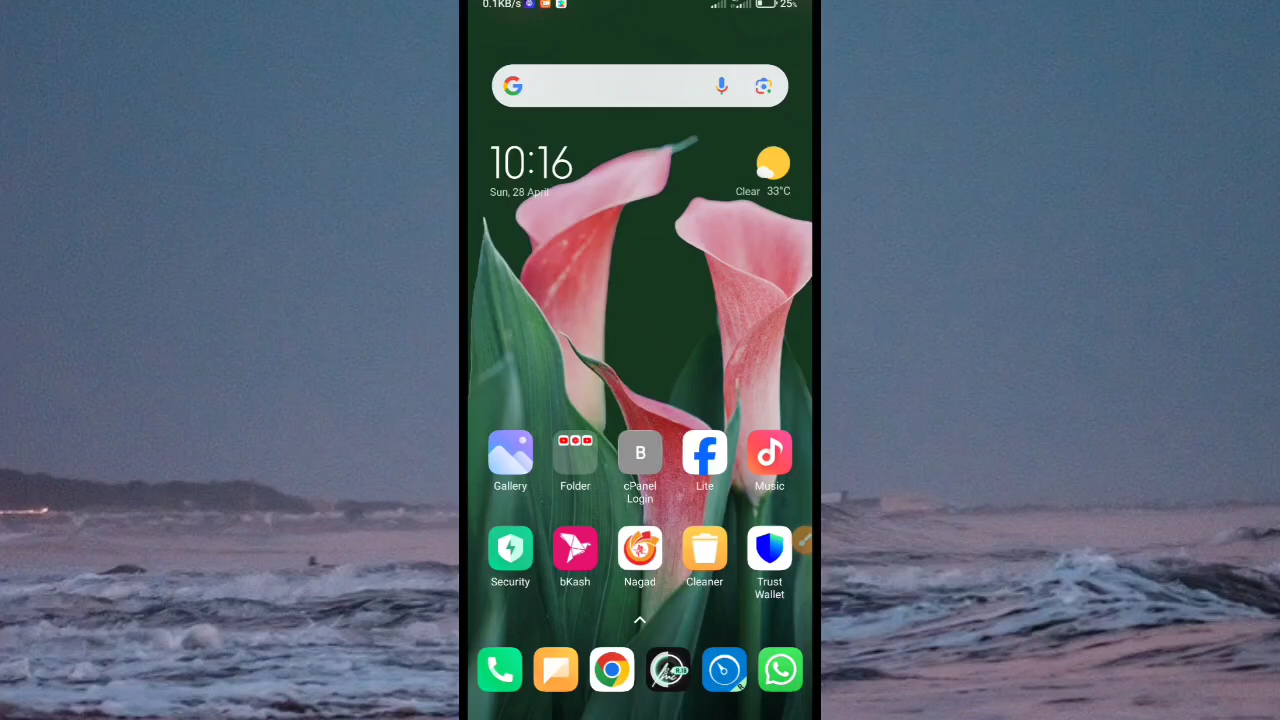 0.1KB/s
25%
10:16
Sun, 28 April
Clear 33°C
B
Gallery
Folder
cPanel
Login
Lite
Music
Security
bKash
Nagad
Cleaner
Trust
Wallet